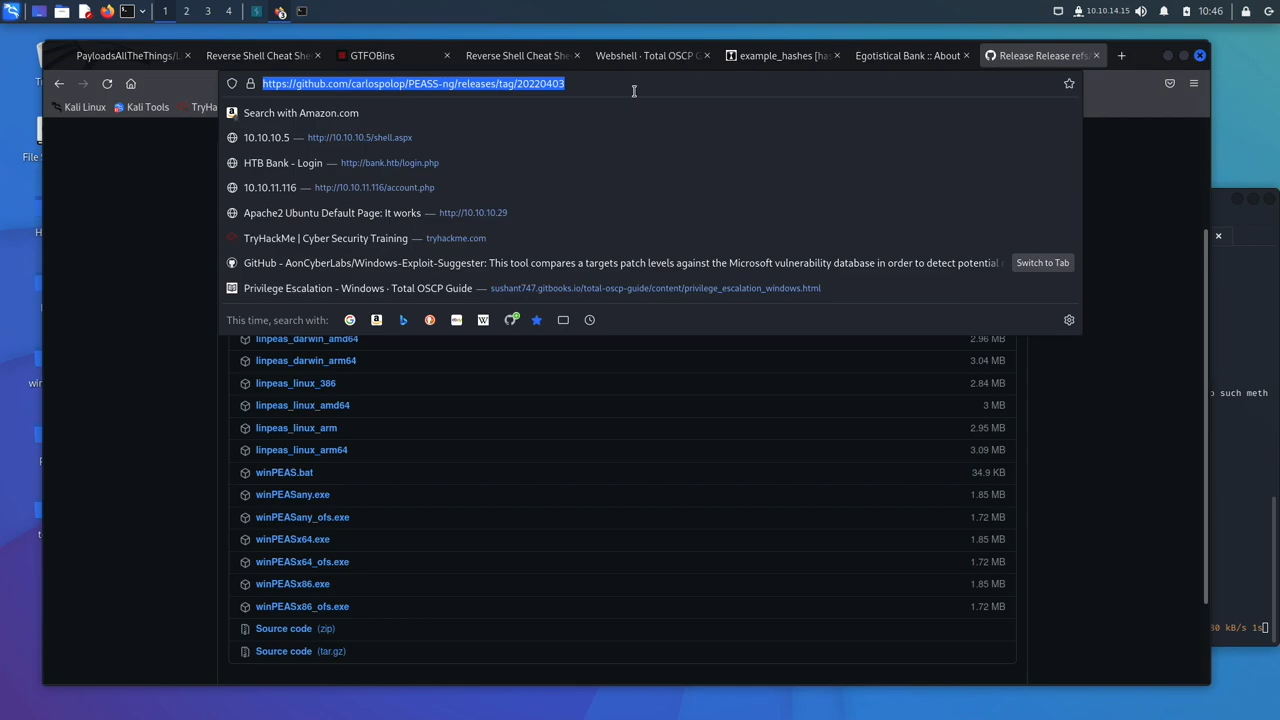 1 2 3 4 3 10.10.14.15 10:46
PayloadsAllTheThings/L Reverse Shell Cheat She GTFOBins Reverse Shell Cheat She Webshell · Total OSCP G example_hashes [has Egotistical Bank :: About Release Release refs/
https://github.com/carlospolop/PEASS-ng/releases/tag/20220403
Kali Linux Kali Tools TryHa
Search with Amazon.com
10.10.10.5 — http://10.10.10.5/shell.aspx
HTB Bank - Login — http://bank.htb/login.php
10.10.11.116 — http://10.10.11.116/account.php
Apache2 Ubuntu Default Page: It works — http://10.10.10.29
TryHackMe | Cyber Security Training — tryhackme.com
GitHub - AonCyberLabs/Windows-Exploit-Suggester: This tool compares a targets patch levels against the Microsoft vulnerability database in order to detect potential Switch to Tab
Privilege Escalation - Windows · Total OSCP Guide — sushant747.gitbooks.io/total-oscp-guide/content/privilege_escalation_windows.html
This time, search with:
linpeas_darwin_amd64 2.96 MB
linpeas_darwin_arm64 3.04 MB
linpeas_linux_386 2.84 MB
linpeas_linux_amd64 3 MB
linpeas_linux_arm 2.95 MB
linpeas_linux_arm64 3.09 MB
winPEAS.bat 34.9 KB
winPEASany.exe 1.85 MB
winPEASany_ofs.exe 1.72 MB
winPEASx64.exe 1.85 MB
winPEASx64_ofs.exe 1.72 MB
winPEASx86.exe 1.85 MB
winPEASx86_ofs.exe 1.72 MB
Source code (zip)
Source code (tar.gz)
File S
win
o such meth
kB/s 1s